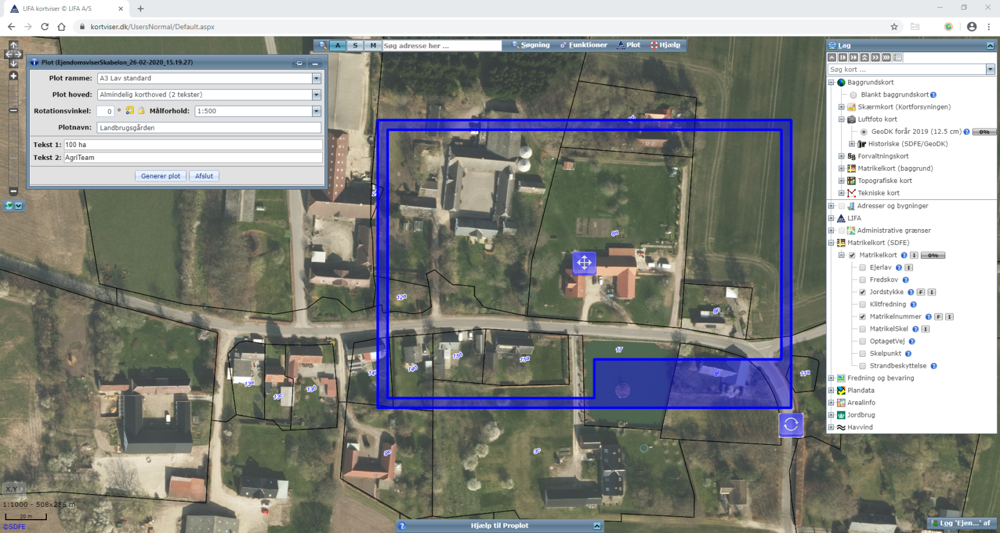 LIFA kortviser © LIFA A/S
kortviser.dk/UsersNormal/Default.aspx
A S M Søg adresse her ... Søgning Funktioner Plot Hjælp
Plot (EjendomsviserSkabelon_26-02-2020_15.19.27)
Plot ramme: A3 Lav standard
Plot hoved: Almindelig korthoved (2 tekster)
Rotationsvinkel: 0 ° Målforhold: 1:500
Plotnavn: Landbrugsgården
Tekst 1: 100 ha
Tekst 2: AgriTeam
Generer plot Afslut
Lag
Søg kort ...
Baggrundskort
Blankt baggrundskort
Skærmkort (Kortforsyningen)
Luftfoto kort
GeoDK forår 2019 (12.5 cm) 0%
Historiske (SDFE/GeoDK)
Forvaltningskort
Matrikelkort (baggrund)
Topografiske kort
Tekniske kort
Adresser og bygninger
LIFA
Administrative grænser
Matrikelkort (SDFE)
Matrikelkort I 0%
Ejerlav I
Fredskov
Jordstykke F I
Klitfredning
Matrikelnummer F I
MatrikelSkel I
OptagetVej
Skelpunkt
Strandbeskyttelse
Fredning og bevaring
Plandata
Arealinfo
Jordbrug
Havvind
8a
12a
8p
17
15b
15a
14b
8l
11a
13a
13b
13c
9e
3c
X,Y
1:1000 - 508x256 m
20 m
©SDFE
Hjælp til Proplot
Log 'Ejen...' af